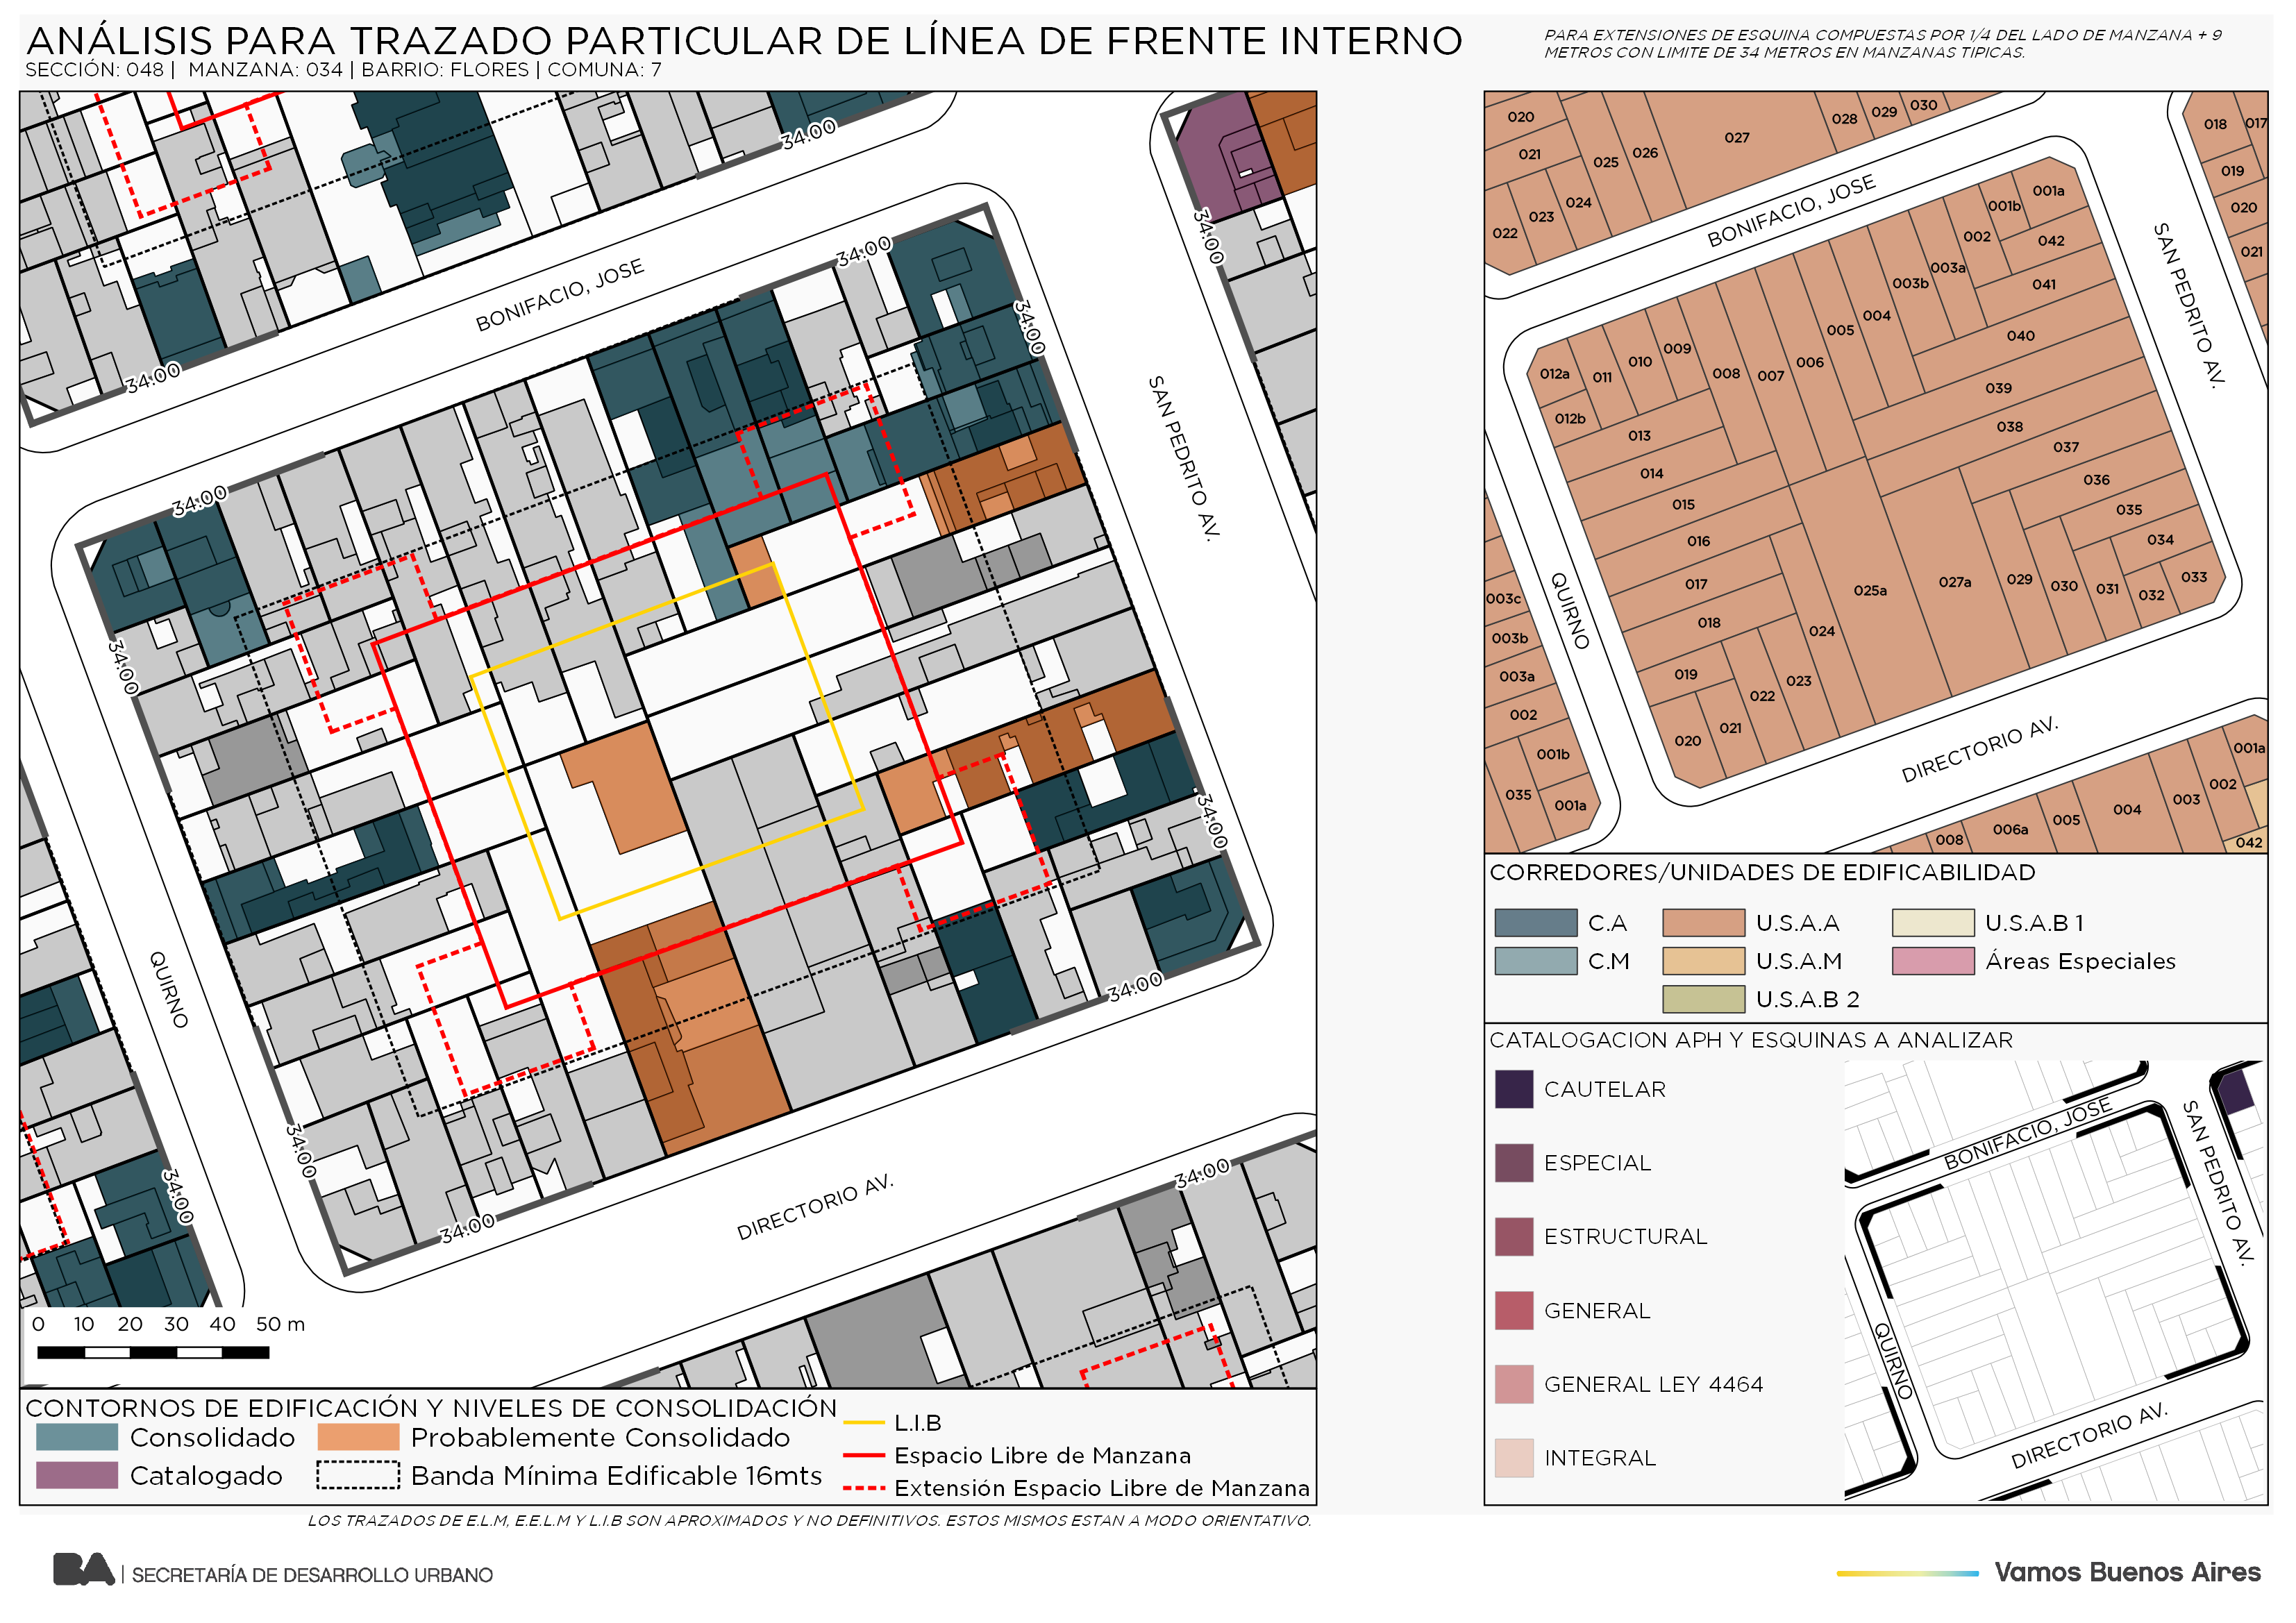 ANÁLISIS PARA TRAZADO PARTICULAR DE LÍNEA DE FRENTE INTERNO
SECCIÓN: 048 | MANZANA: 034 | BARRIO: FLORES | COMUNA: 7
PARA EXTENSIONES DE ESQUINA COMPUESTAS POR 1/4 DEL LADO DE MANZANA + 9
METROS CON LIMITE DE 34 METROS EN MANZANAS TIPICAS.
34.00
34.00
34.00
34.00
BONIFACIO, JOSE
34.00
34.00
SAN PEDRITO AV.
34.00
34.00
QUIRNO
34.00
34.00
34.00
34.00
34.00
DIRECTORIO AV.
0 10 20 30 40 50 m
CONTORNOS DE EDIFICACIÓN Y NIVELES DE CONSOLIDACIÓN
Consolidado
Probablemente Consolidado
Catalogado
Banda Mínima Edificable 16mts
L.I.B
Espacio Libre de Manzana
Extensión Espacio Libre de Manzana
LOS TRAZADOS DE E.L.M, E.E.L.M Y L.I.B SON APROXIMADOS Y NO DEFINITIVOS. ESTOS MISMOS ESTAN A MODO ORIENTATIVO.
020
021
022
023
024
025
026
027
028
029
030
018
017
019
020
021
BONIFACIO, JOSE
SAN PEDRITO AV.
QUIRNO
DIRECTORIO AV.
001a
001b
002
042
041
003a
003b
004
005
006
007
008
009
010
011
012a
012b
013
014
015
016
017
018
019
020
021
022
023
024
025a
027a
029
030
031
032
033
034
035
036
037
038
039
040
003c
003b
003a
002
001b
035
001a
008
006a
005
004
003
002
001a
042
CORREDORES/UNIDADES DE EDIFICABILIDAD
C.A
U.S.A.A
U.S.A.B 1
C.M
U.S.A.M
Áreas Especiales
U.S.A.B 2
CATALOGACION APH Y ESQUINAS A ANALIZAR
CAUTELAR
ESPECIAL
ESTRUCTURAL
GENERAL
GENERAL LEY 4464
INTEGRAL
BONIFACIO, JOSE
SAN PEDRITO AV.
QUIRNO
DIRECTORIO AV.
BA | SECRETARÍA DE DESARROLLO URBANO
Vamos Buenos Aires